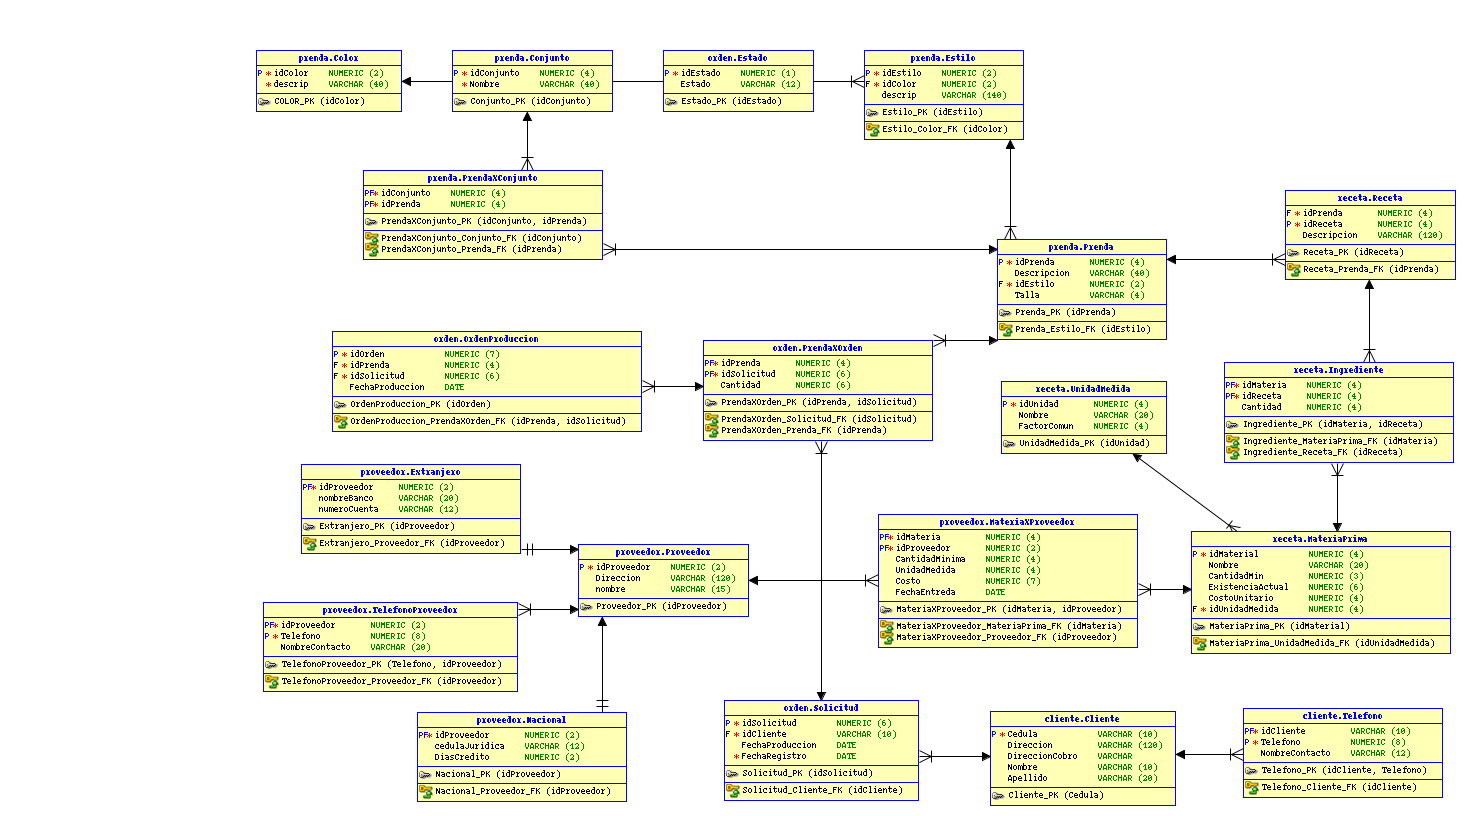 prenda.Color
P * idColor NUMERIC (2)
* descrip VARCHAR (40)
COLOR_PK (idColor)
prenda.Conjunto
P * idConjunto NUMERIC (4)
* Nombre VARCHAR (40)
Conjunto_PK (idConjunto)
orden.Estado
P * idEstado NUMERIC (1)
Estado VARCHAR (12)
Estado_PK (idEstado)
prenda.Estilo
P * idEstilo NUMERIC (2)
F * idColor NUMERIC (2)
descrip VARCHAR (140)
Estilo_PK (idEstilo)
Estilo_Color_FK (idColor)
prenda.PrendaXConjunto
PF* idConjunto NUMERIC (4)
PF* idPrenda NUMERIC (4)
PrendaXConjunto_PK (idConjunto, idPrenda)
PrendaXConjunto_Conjunto_FK (idConjunto)
PrendaXConjunto_Prenda_FK (idPrenda)
prenda.Prenda
P * idPrenda NUMERIC (4)
Descripcion VARCHAR (40)
F * idEstilo NUMERIC (2)
Talla VARCHAR (4)
Prenda_PK (idPrenda)
Prenda_Estilo_FK (idEstilo)
receta.Receta
F * idPrenda NUMERIC (4)
P * idReceta NUMERIC (4)
Descripcion VARCHAR (120)
Receta_PK (idReceta)
Receta_Prenda_FK (idPrenda)
orden.OrdenProduccion
P * idOrden NUMERIC (7)
F * idPrenda NUMERIC (4)
F * idSolicitud NUMERIC (6)
FechaProduccion DATE
OrdenProduccion_PK (idOrden)
OrdenProduccion_PrendaXOrden_FK (idPrenda, idSolicitud)
orden.PrendaXOrden
PF* idPrenda NUMERIC (4)
PF* idSolicitud NUMERIC (6)
Cantidad NUMERIC (6)
PrendaXOrden_PK (idPrenda, idSolicitud)
PrendaXOrden_Solicitud_FK (idSolicitud)
PrendaXOrden_Prenda_FK (idPrenda)
receta.UnidadMedida
P * idUnidad NUMERIC (4)
Nombre VARCHAR (20)
FactorComun NUMERIC (4)
UnidadMedida_PK (idUnidad)
receta.Ingrediente
PF* idMateria NUMERIC (4)
PF* idReceta NUMERIC (4)
Cantidad NUMERIC (4)
Ingrediente_PK (idMateria, idReceta)
Ingrediente_MateriaPrima_FK (idMateria)
Ingrediente_Receta_FK (idReceta)
proveedor.Extranjero
PF* idProveedor NUMERIC (2)
nombreBanco VARCHAR (20)
numeroCuenta VARCHAR (12)
Extranjero_PK (idProveedor)
Extranjero_Proveedor_FK (idProveedor)
proveedor.Proveedor
P * idProveedor NUMERIC (2)
Direccion VARCHAR (120)
nombre VARCHAR (15)
Proveedor_PK (idProveedor)
proveedor.MateriaXProveedor
PF* idMateria NUMERIC (4)
PF* idProveedor NUMERIC (2)
CantidadMinima NUMERIC (4)
UnidadMedida NUMERIC (4)
Costo NUMERIC (7)
FechaEntreda DATE
MateriaXProveedor_PK (idMateria, idProveedor)
MateriaXProveedor_MateriaPrima_FK (idMateria)
MateriaXProveedor_Proveedor_FK (idProveedor)
receta.MateriaPrima
P * idMaterial NUMERIC (4)
Nombre VARCHAR (20)
CantidadMin NUMERIC (3)
ExistenciaActual NUMERIC (6)
CostoUnitario NUMERIC (4)
F * idUnidadMedida NUMERIC (4)
MateriaPrima_PK (idMaterial)
MateriaPrima_UnidadMedida_FK (idUnidadMedida)
proveedor.TelefonoProveedor
PF* idProveedor NUMERIC (2)
P * Telefono NUMERIC (8)
NombreContacto VARCHAR (20)
TelefonoProveedor_PK (Telefono, idProveedor)
TelefonoProveedor_Proveedor_FK (idProveedor)
proveedor.Nacional
PF* idProveedor NUMERIC (2)
cedulaJuridica VARCHAR (12)
DiasCredito NUMERIC (2)
Nacional_PK (idProveedor)
Nacional_Proveedor_FK (idProveedor)
orden.Solicitud
P * idSolicitud NUMERIC (6)
F * idCliente VARCHAR (10)
FechaProduccion DATE
* FechaRegistro DATE
Solicitud_PK (idSolicitud)
Solicitud_Cliente_FK (idCliente)
cliente.Cliente
P * Cedula VARCHAR (10)
Direccion VARCHAR (120)
DireccionCobro VARCHAR
Nombre VARCHAR (10)
Apellido VARCHAR (20)
Cliente_PK (Cedula)
cliente.Telefono
PF* idCliente VARCHAR (10)
P * Telefono NUMERIC (8)
NombreContacto VARCHAR (12)
Telefono_PK (idCliente, Telefono)
Telefono_Cliente_FK (idCliente)